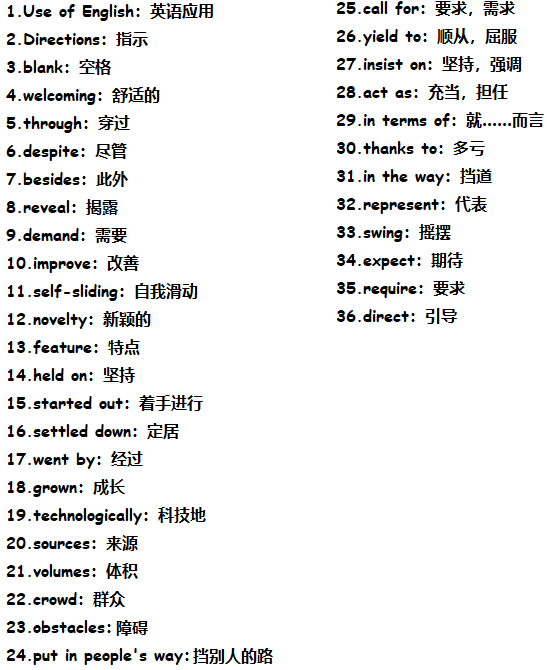 1.Use of English：英语应用
2.Directions：指示
3.blank：空格
4.welcoming：舒适的
5.through：穿过
6.despite：尽管
7.besides：此外
8.reveal：揭露
9.demand：需要
10.improve：改善
11.self-sliding：自我滑动
12.novelty：新颖的
13.feature：特点
14.held on：坚持
15.started out：着手进行
16.settled down：定居
17.went by：经过
18.grown：成长
19.technologically：科技地
20.sources：来源
21.volumes：体积
22.crowd：群众
23.obstacles:障碍
24.put in people's way:挡别人的路
25.call for：要求，需求
26.yield to：顺从，屈服
27.insist on：坚持，强调
28.act as：充当，担任
29.in terms of：就……而言
30.thanks to：多亏
31.in the way：挡道
32.represent：代表
33.swing：摇摆
34.expect：期待
35.require：要求
36.direct：引导